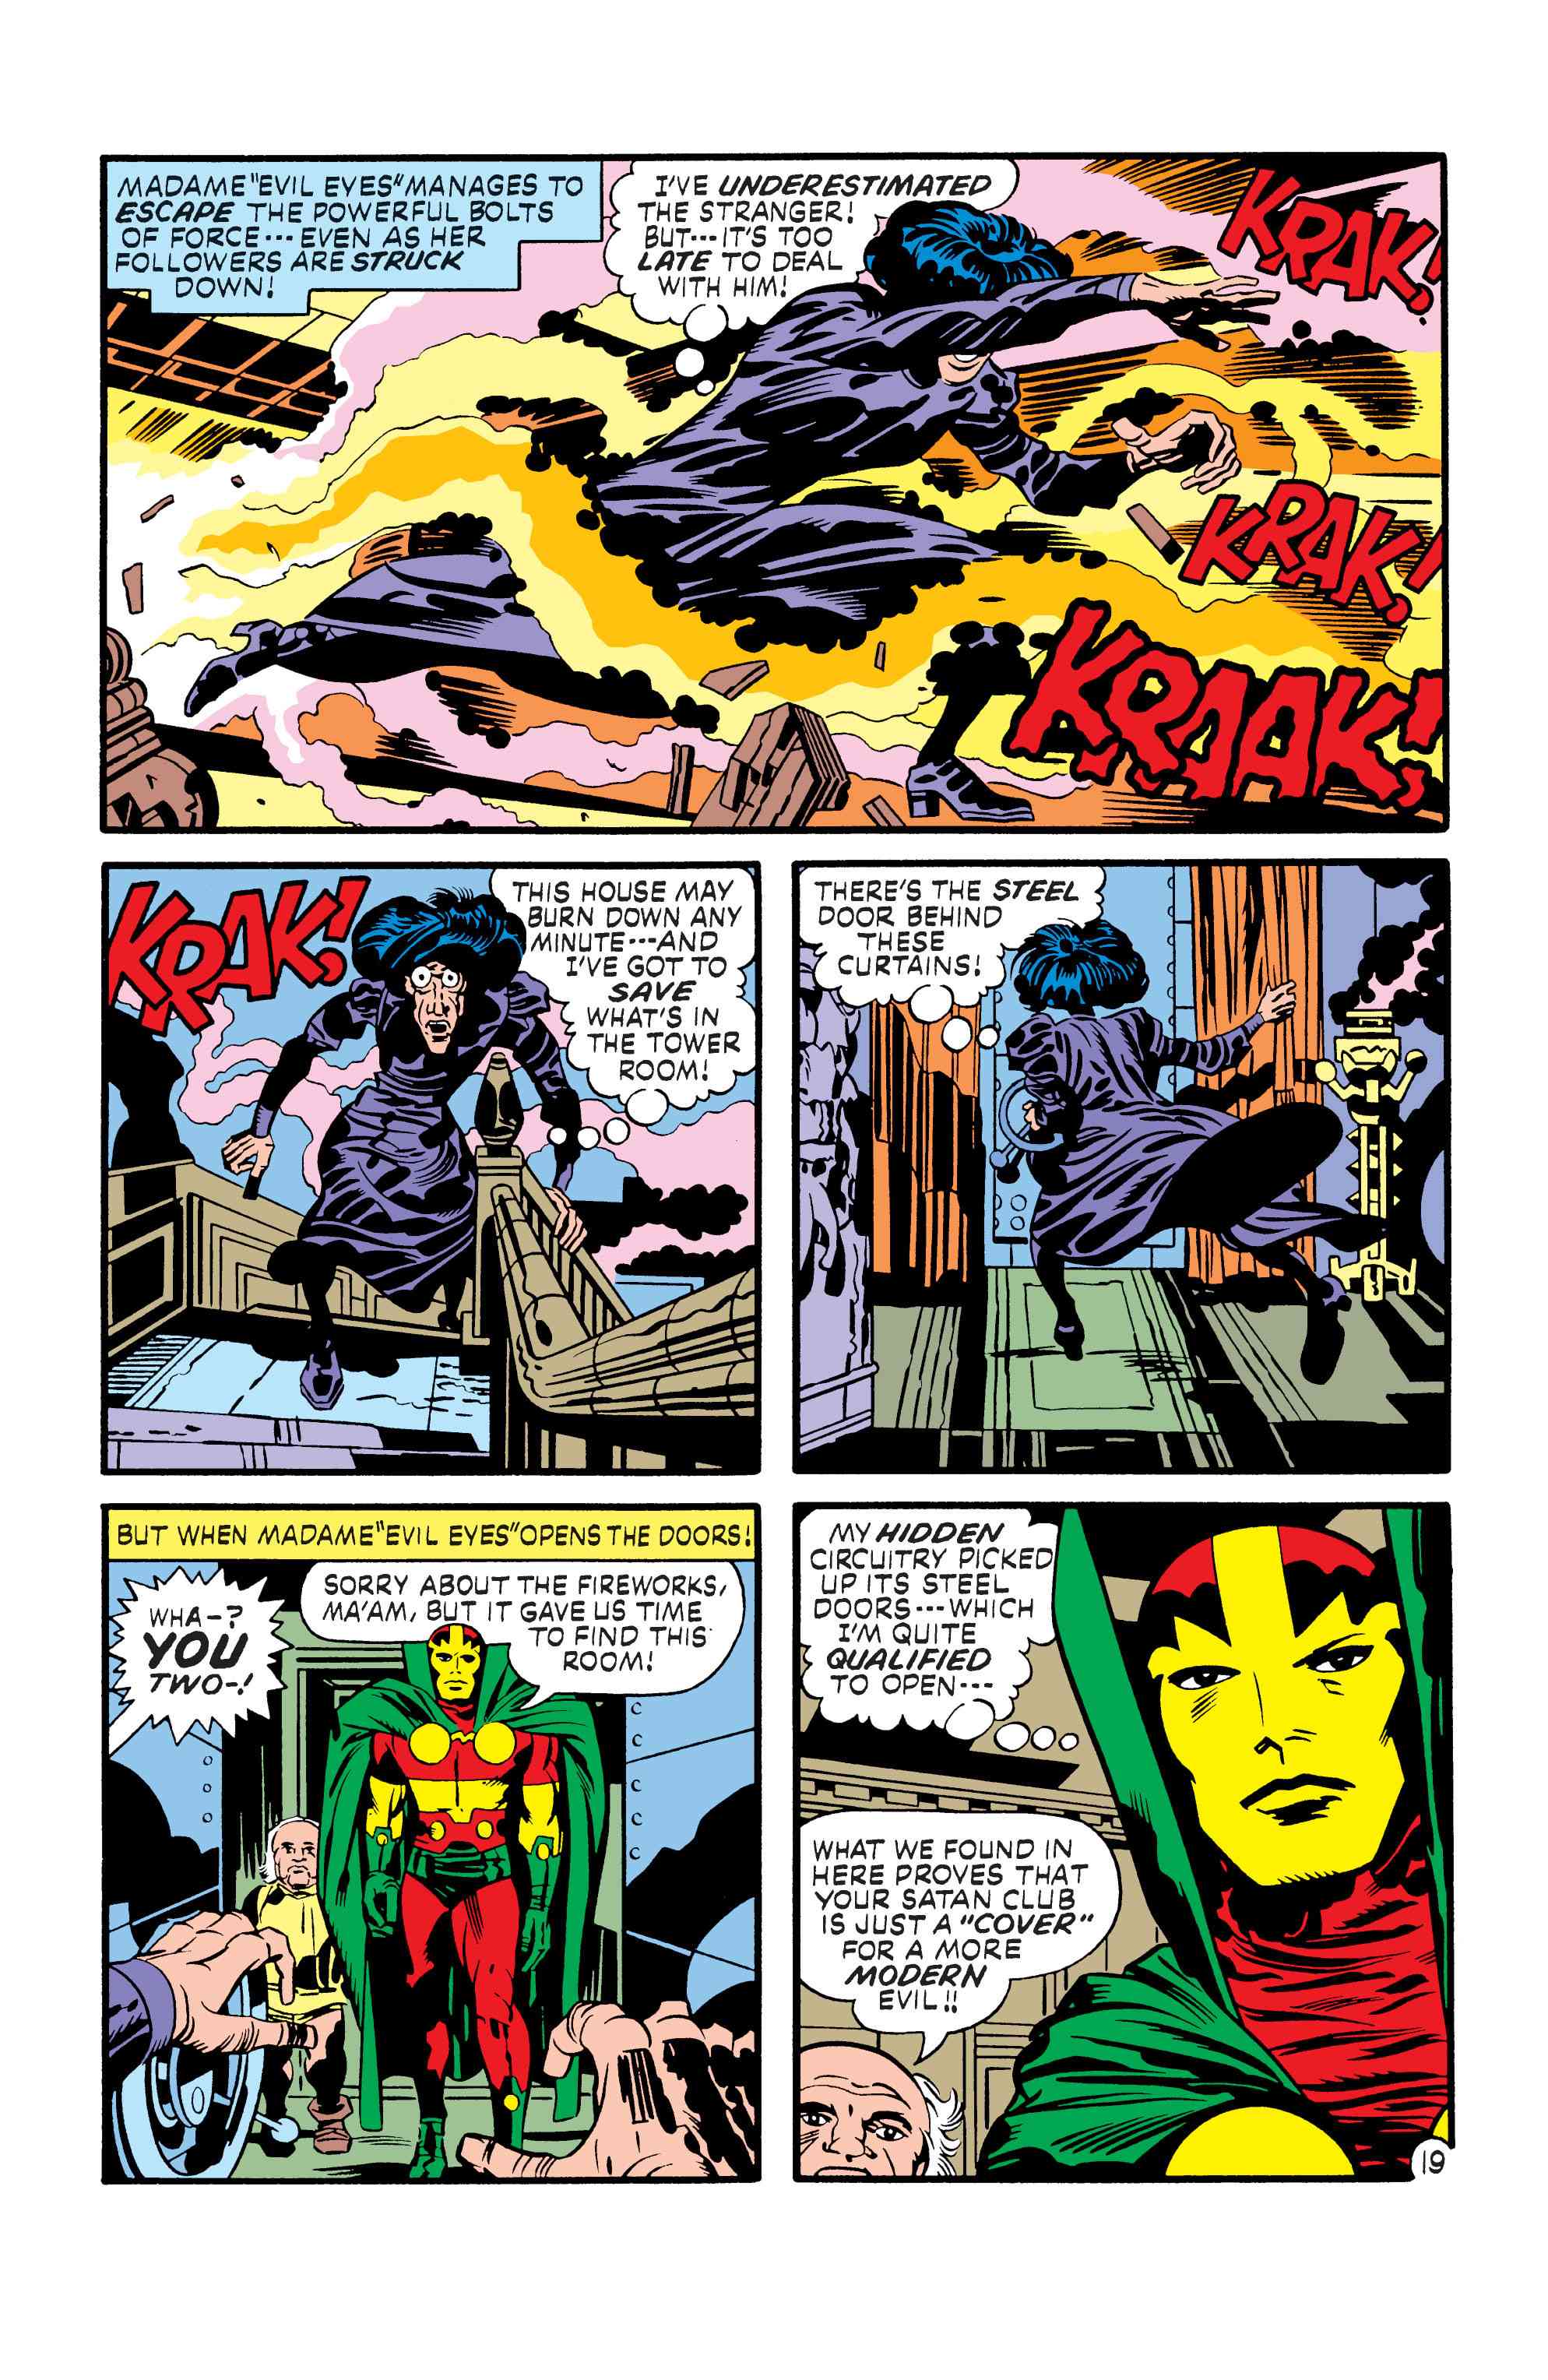 MADAME "EVIL EYES" MANAGES TO
ESCAPE THE POWERFUL BOLTS
OF FORCE---EVEN AS HER
FOLLOWERS ARE STRUCK
DOWN!
I'VE UNDERESTIMATED
THE STRANGER!
BUT---IT'S TOO
LATE TO DEAL
WITH HIM!
KRAK!
KRAK!
KRAAK!
KRAK!
THIS HOUSE MAY
BURN DOWN ANY
MINUTE---AND
I'VE GOT TO
SAVE
WHAT'S IN
THE TOWER
ROOM!
THERE'S THE STEEL
DOOR BEHIND
THESE
CURTAINS!
BUT WHEN MADAME "EVIL EYES" OPENS THE DOORS!
WHA-?
YOU
TWO-!
SORRY ABOUT THE FIREWORKS,
MA'AM, BUT IT GAVE US TIME
TO FIND THIS
ROOM!
MY HIDDEN
CIRCUITRY PICKED
UP ITS STEEL
DOORS---WHICH
I'M QUITE
QUALIFIED
TO OPEN---
WHAT WE FOUND IN
HERE PROVES THAT
YOUR SATAN CLUB
IS JUST A "COVER"
FOR A MORE
MODERN
EVIL!!
19